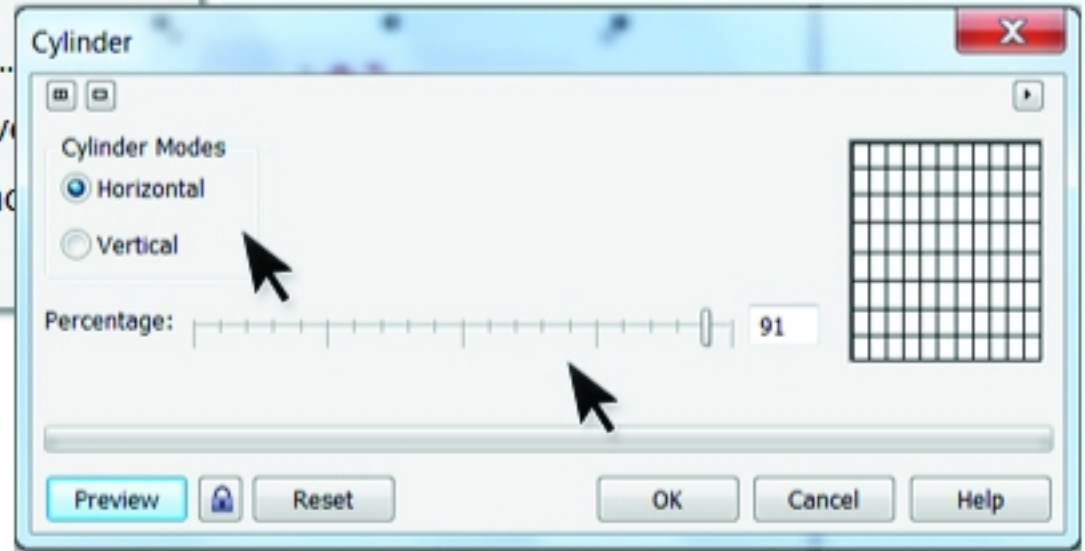 Cylinder
Cylinder Modes
Horizontal
Vertical
Percentage:
91
Preview
Reset
OK
Cancel
Help